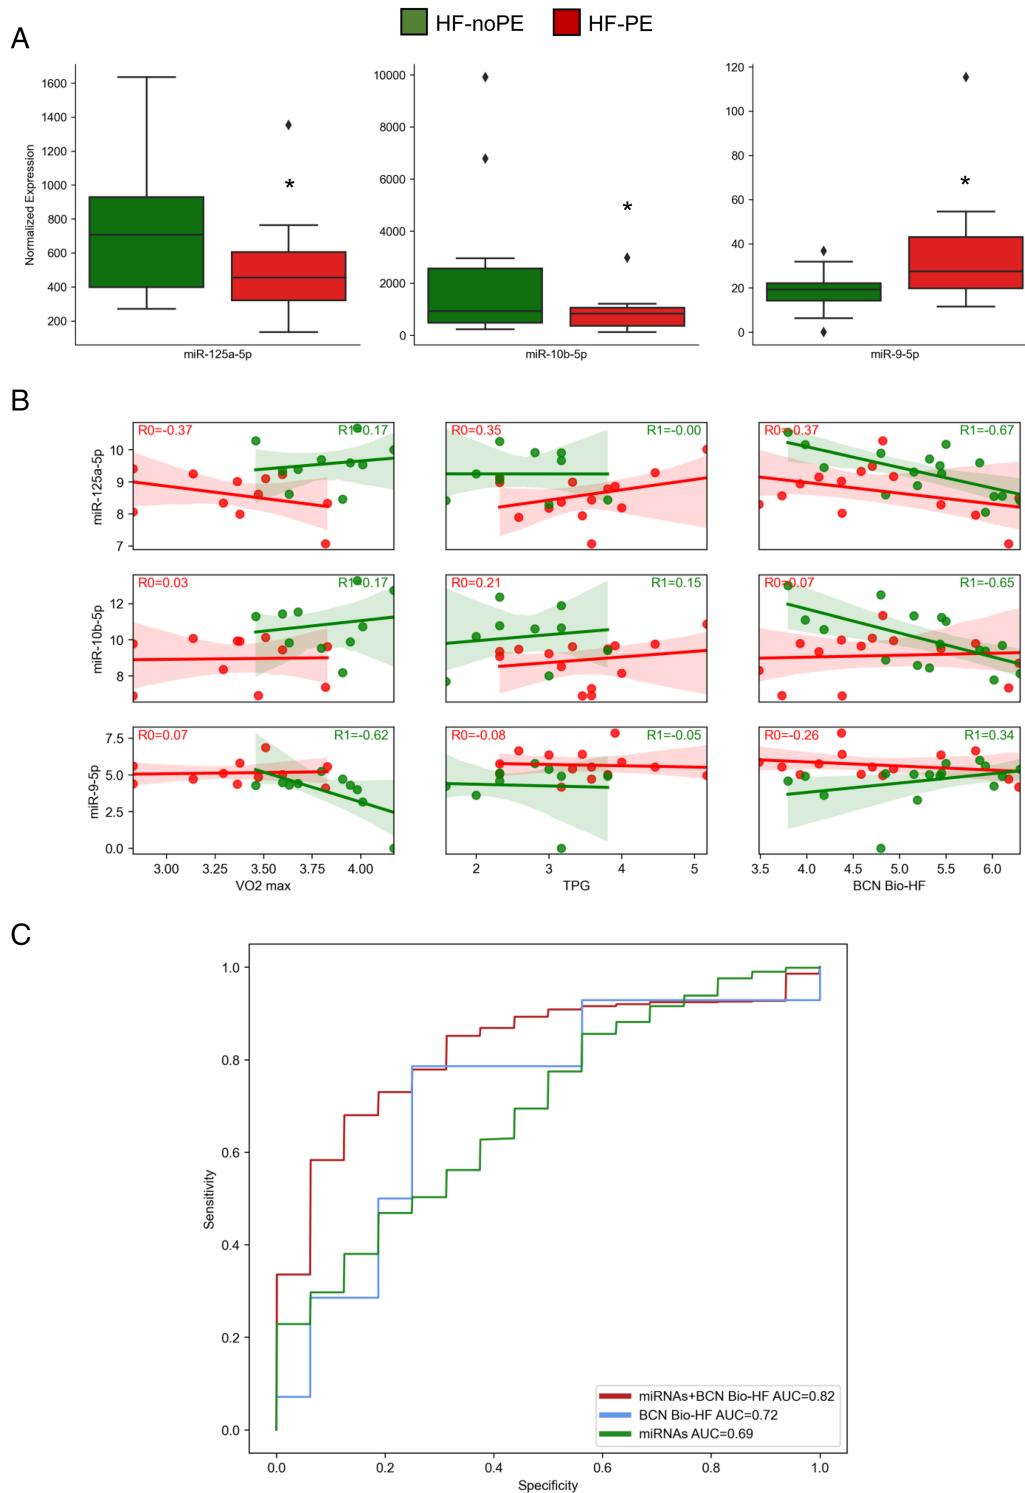 HF-noPE HF-PE
A
1600
1400
1200
1000
800
600
400
200
Normalized Expression
miR-125a-5p
*
10000
8000
6000
4000
2000
0
miR-10b-5p
*
120
100
80
60
40
20
0
miR-9-5p
*
B
R0=-0.37 R1=0.17
10
9
8
7
miR-125a-5p
R0=0.35 R1=-0.00
R0=-0.37 R1=-0.67
R0=0.03 R1=0.17
12
10
8
miR-10b-5p
R0=0.21 R1=0.15
R0=0.07 R1=-0.65
R0=0.07 R1=-0.62
7.5
5.0
2.5
0.0
miR-9-5p
3.00 3.25 3.50 3.75 4.00
VO2 max
R0=-0.08 R1=-0.05
2 3 4 5
TPG
R0=-0.26 R1=0.34
3.5 4.0 4.5 5.0 5.5 6.0
BCN Bio-HF
C
1.0
0.8
0.6
0.4
0.2
0.0
Sensitivity
miRNAs+BCN Bio-HF AUC=0.82
BCN Bio-HF AUC=0.72
miRNAs AUC=0.69
0.0 0.2 0.4 0.6 0.8 1.0
Specificity